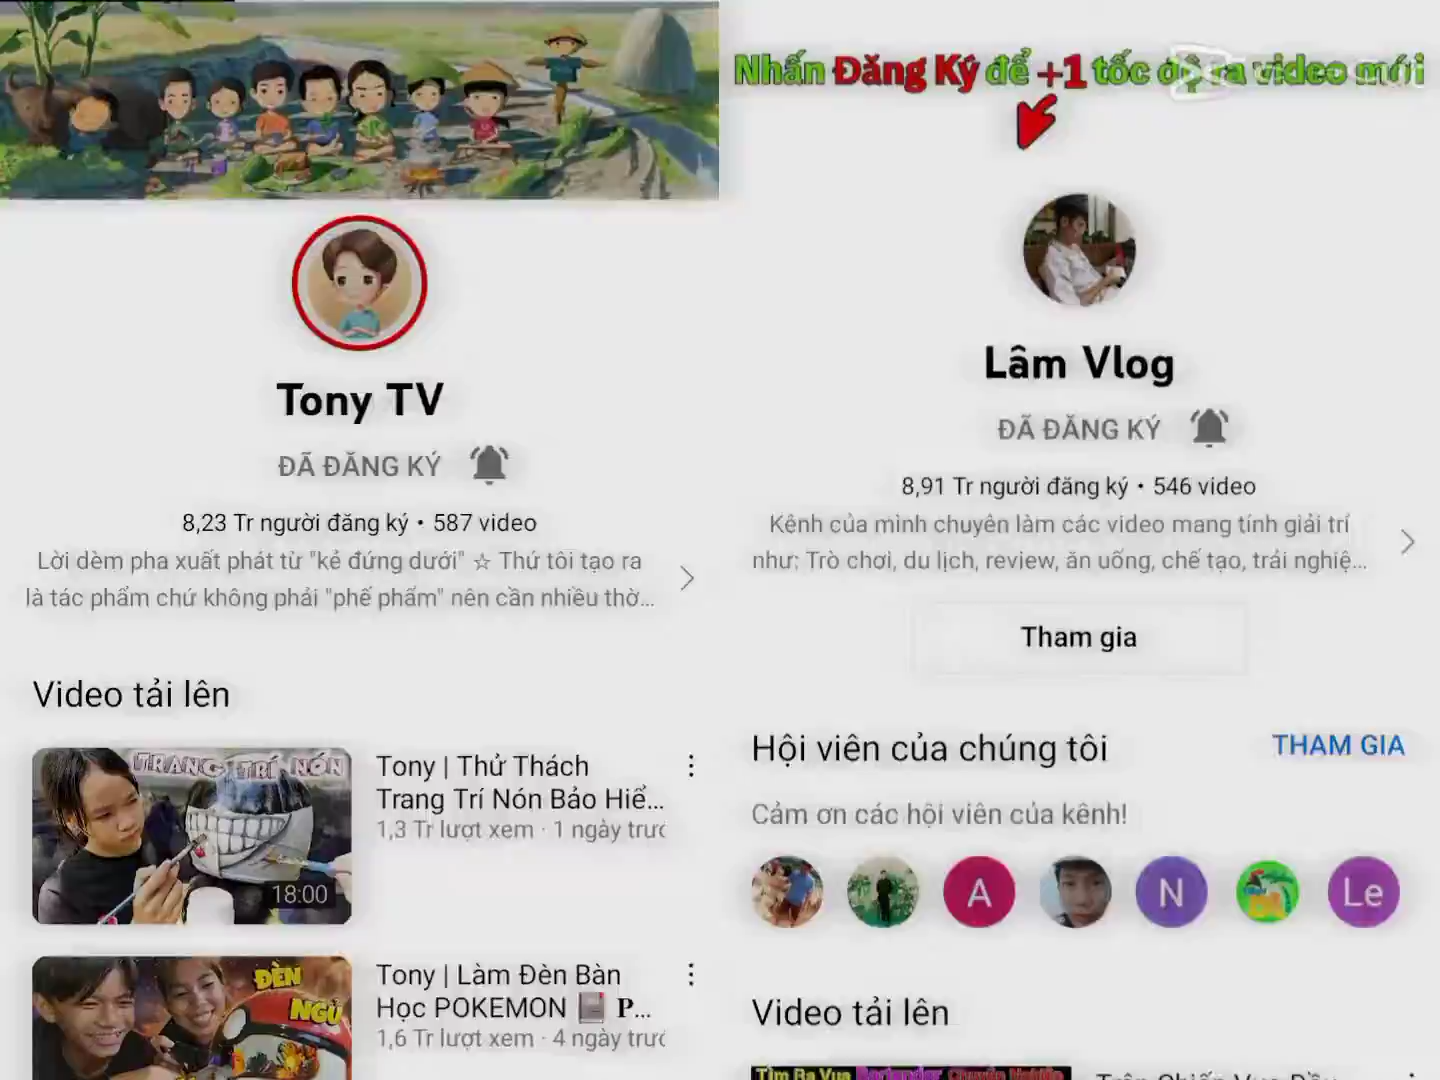 Tony TV
ĐÃ ĐĂNG KÝ
8,23 Tr người đăng ký • 587 video
Lời dèm pha xuất phát từ "kẻ đứng dưới" ☆ Thứ tôi tạo ra
là tác phẩm chứ không phải "phế phẩm" nên cần nhiều thờ...
Video tải lên
TRANG TRÍ NÓN
18:00
Tony | Thử Thách
Trang Trí Nón Bảo Hiể...
1,3 Tr lượt xem · 1 ngày trướ
ĐÈN
NGỦ
Tony | Làm Đèn Bàn
Học POKEMON 📕 P...
1,6 Tr lượt xem · 4 ngày trướ
Nhấn Đăng Ký để +1 tốc độ ra video mới
Lâm Vlog
ĐÃ ĐĂNG KÝ
8,91 Tr người đăng ký • 546 video
Kênh của mình chuyên làm các video mang tính giải trí
như: Trò chơi, du lịch, review, ăn uống, chế tạo, trải nghiệ...
Tham gia
Hội viên của chúng tôi
THAM GIA
Cảm ơn các hội viên của kênh!
A
N
Le
Video tải lên
Tìm Ra Vua Bartender Chuyên Nghiệp